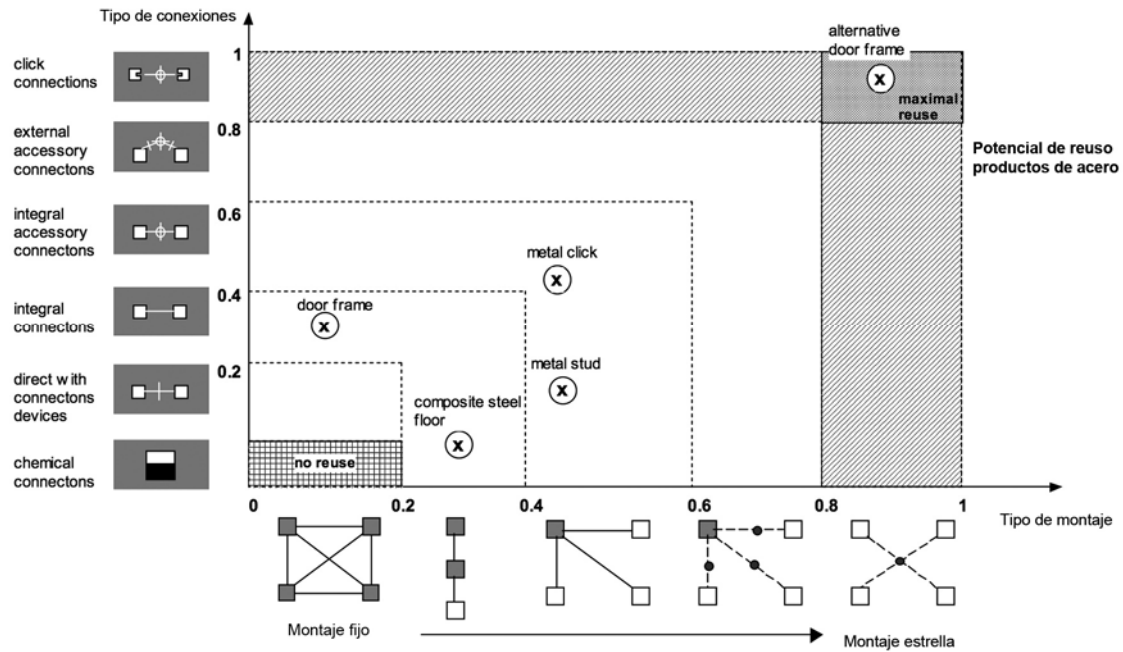 Tipo de conexiones
click
connections
external
accessory
connectons
integral
accessory
connectons
integral
connectons
direct with
connectons
devices
chemical
connectons
1
0.8
0.6
0.4
0.2
alternative
door frame
x
maximal
reuse
Potencial de reuso
productos de acero
metal click
x
door frame
x
metal stud
x
composite steel
floor
x
no reuse
0 0.2 0.4 0.6 0.8 1
Tipo de montaje
Montaje fijo
Montaje estrella